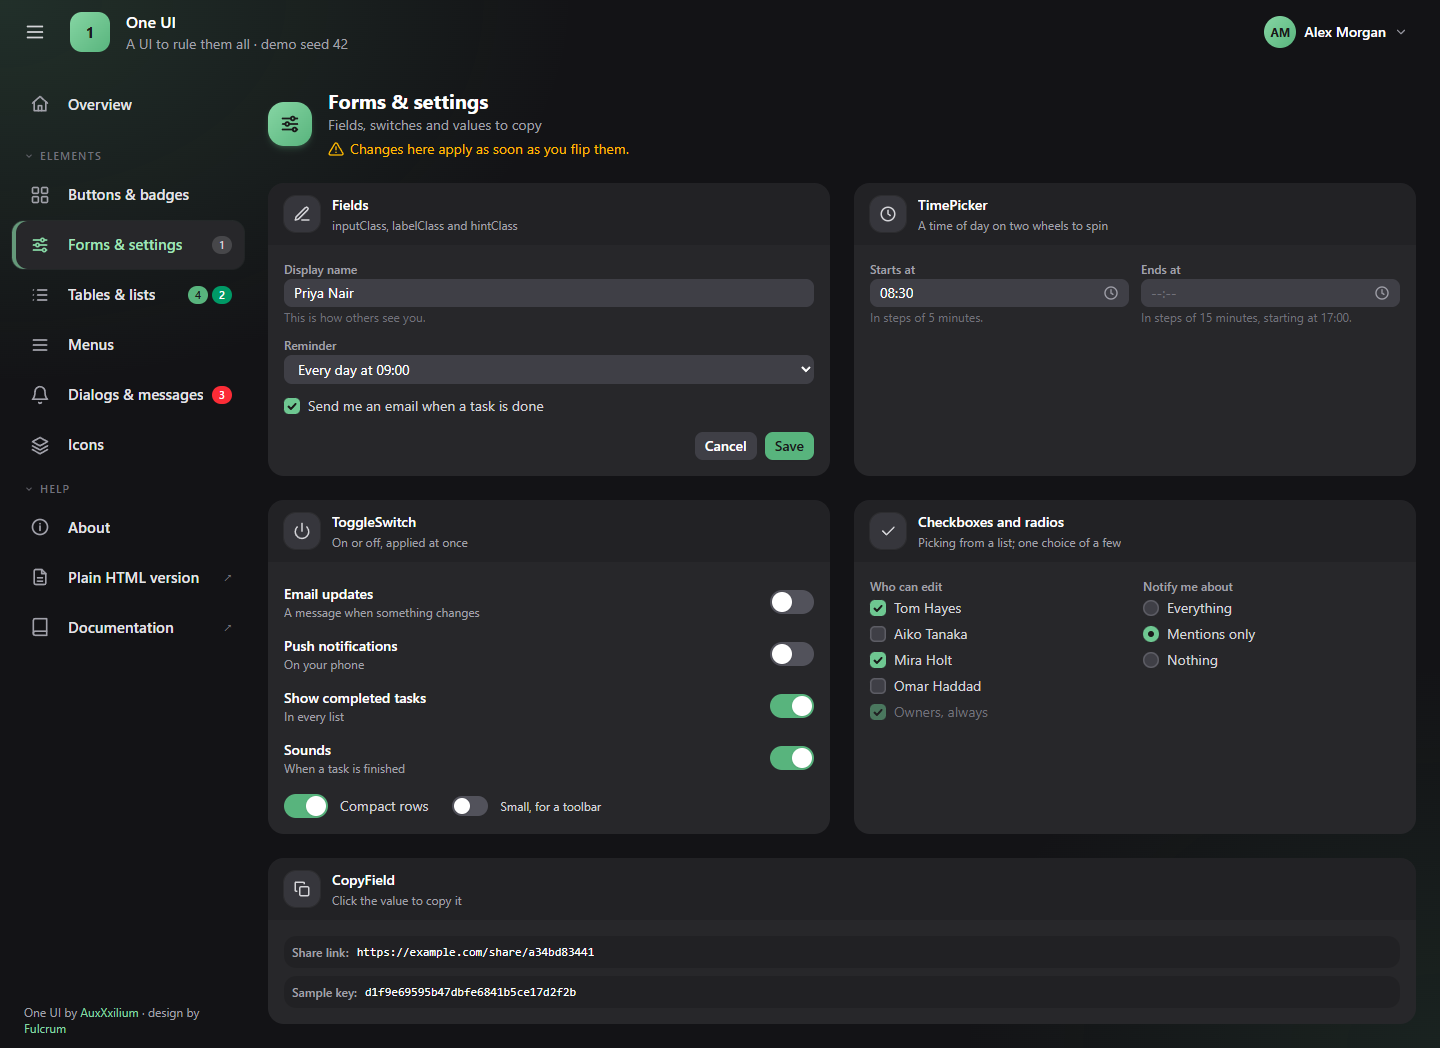 1
One UI
A UI to rule them all · demo seed 42
AM
Alex Morgan
Overview
ELEMENTS
Buttons & badges
Forms & settings
1
Tables & lists
4
2
Menus
Dialogs & messages
3
Icons
HELP
About
Plain HTML version
Documentation
One UI by AuxXxilium · design by
Fulcrum
Forms & settings
Fields, switches and values to copy
Changes here apply as soon as you flip them.
Fields
inputClass, labelClass and hintClass
Display name
Priya Nair
This is how others see you.
Reminder
Every day at 09:00
Send me an email when a task is done
Cancel
Save
TimePicker
A time of day on two wheels to spin
Starts at
08:30
In steps of 5 minutes.
Ends at
--:--
In steps of 15 minutes, starting at 17:00.
ToggleSwitch
On or off, applied at once
Email updates
A message when something changes
Push notifications
On your phone
Show completed tasks
In every list
Sounds
When a task is finished
Compact rows
Small, for a toolbar
Checkboxes and radios
Picking from a list; one choice of a few
Who can edit
Tom Hayes
Aiko Tanaka
Mira Holt
Omar Haddad
Owners, always
Notify me about
Everything
Mentions only
Nothing
CopyField
Click the value to copy it
Share link: https://example.com/share/a34bd83441
Sample key: d1f9e69595b47dbfe6841b5ce17d2f2b